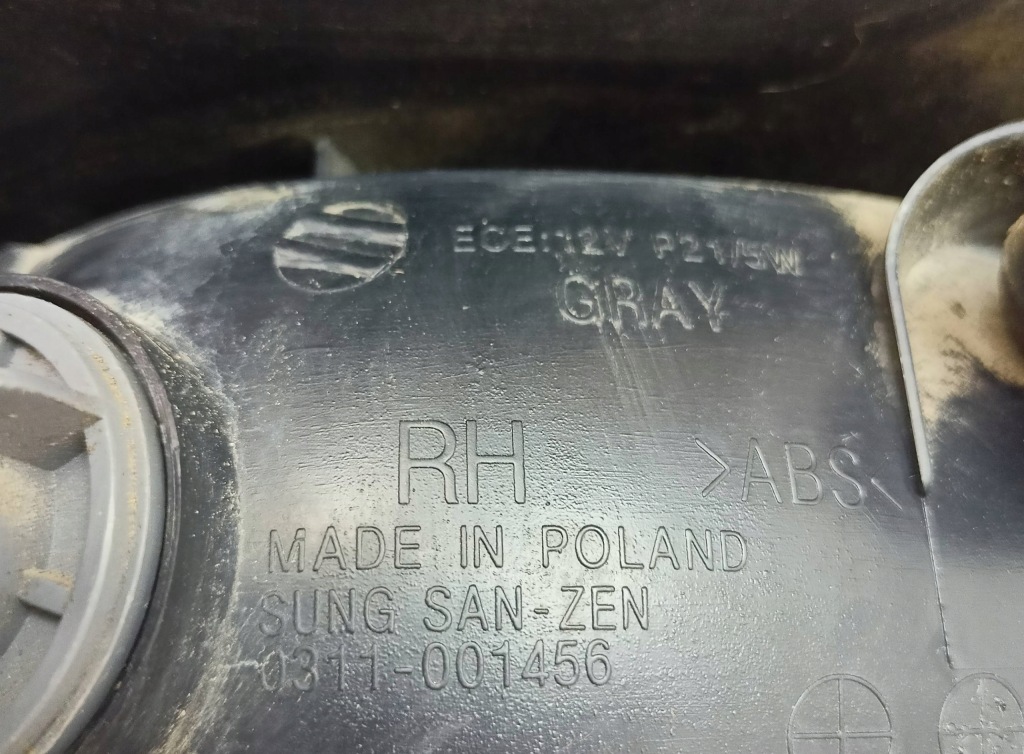 ECE:12V P21/5W
GRAY
RH >ABS<
MADE IN POLAND
SUNG SAN-ZEN
0311-001456